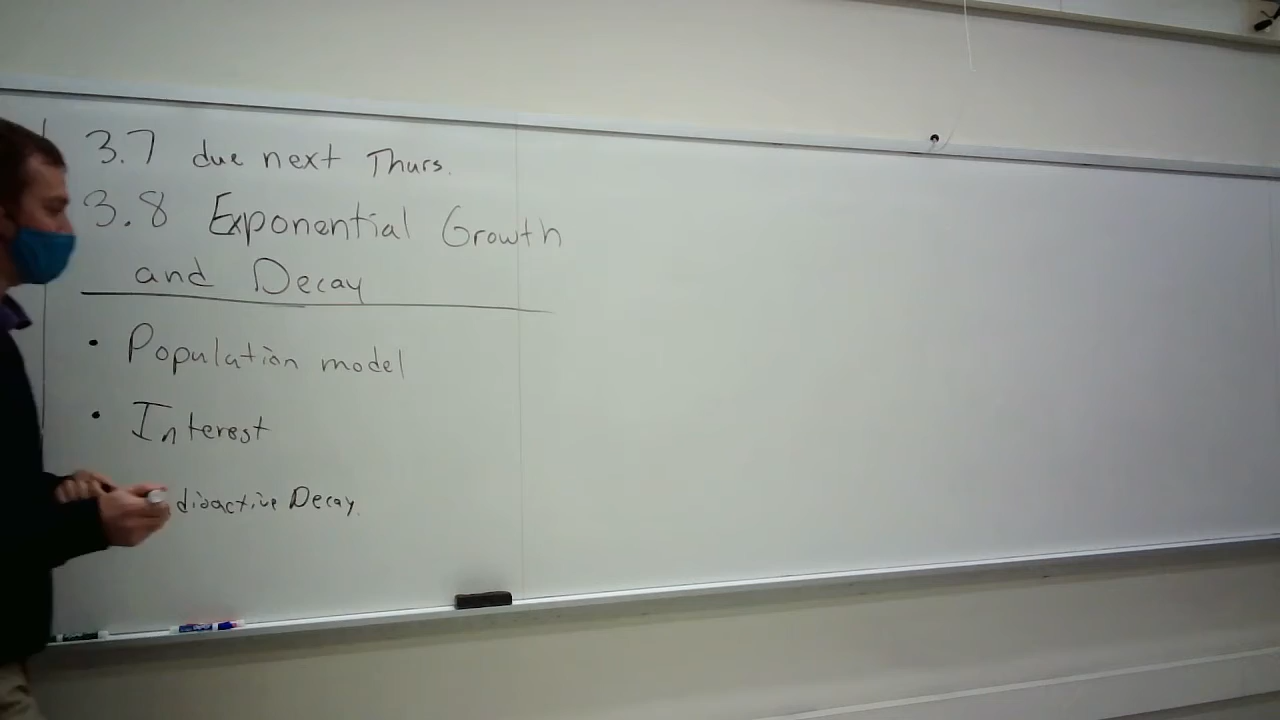 3.7 due next Thurs.
3.8 Exponential Growth
and Decay
• Population model
• Interest
dioactive Decay